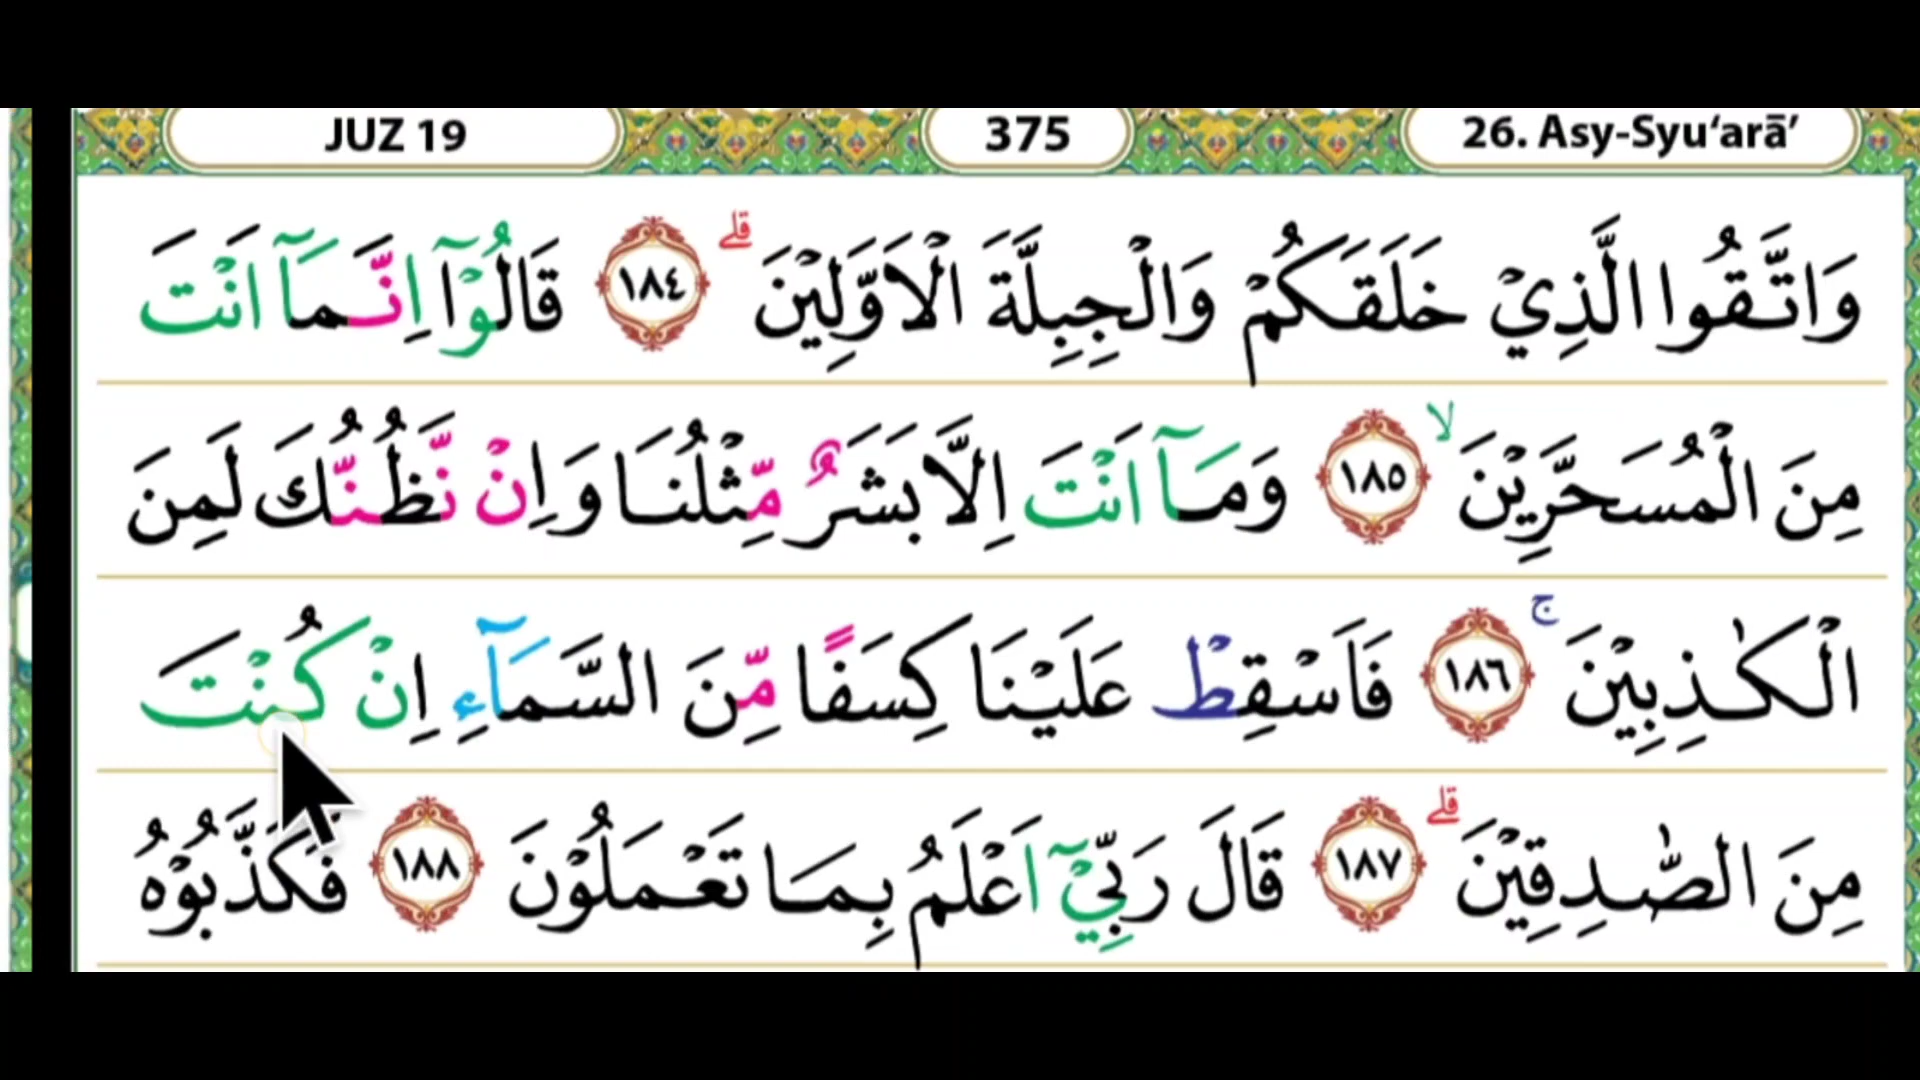 JUZ 19 375 26. Asy-Syu‘arā’
وَاتَّقُوا الَّذِيْ خَلَقَكُمْ وَالْجِبِلَّةَ الْاَوَّلِيْنَ ۗ ١٨٤ قَالُوْٓا اِنَّمَآ اَنْتَ
مِنَ الْمُسَحَّرِيْنَ ۙ ١٨٥ وَمَآ اَنْتَ اِلَّا بَشَرٌ مِّثْلُنَا وَاِنْ نَّظُنُّكَ لَمِنَ
الْكٰذِبِيْنَ ۚ ١٨٦ فَاَسْقِطْ عَلَيْنَا كِسَفًا مِّنَ السَّمَآءِ اِنْ كُنْتَ
مِنَ الصّٰدِقِيْنَ ۗ ١٨٧ قَالَ رَبِّيْٓ اَعْلَمُ بِمَا تَعْمَلُوْنَ ١٨٨ فَكَذَّبُوْهُ